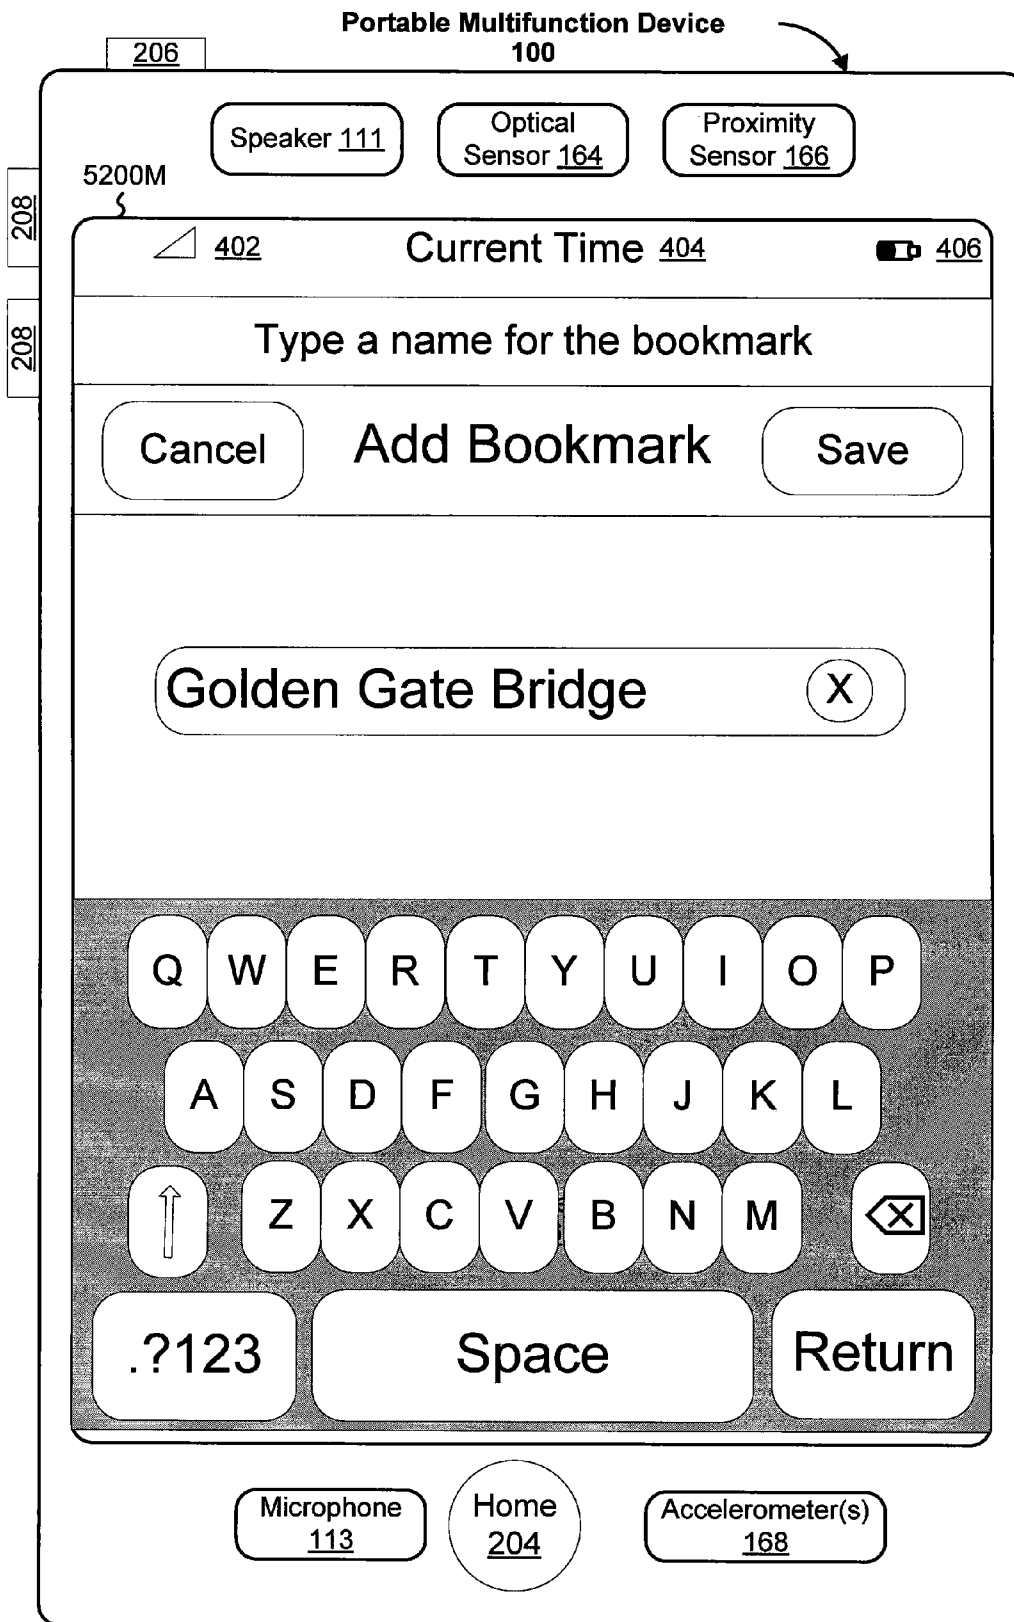 Portable Multifunction Device
100
206
Speaker 111
Optical
Sensor 164
Proximity
Sensor 166
5200M
208
208
402
Current Time 404
406
Type a name for the bookmark
Cancel
Add Bookmark
Save
Golden Gate Bridge
X
Q W E R T Y U I O P
A S D F G H J K L
Z X C V B N M
.?123
Space
Return
Microphone
113
Home
204
Accelerometer(s)
168